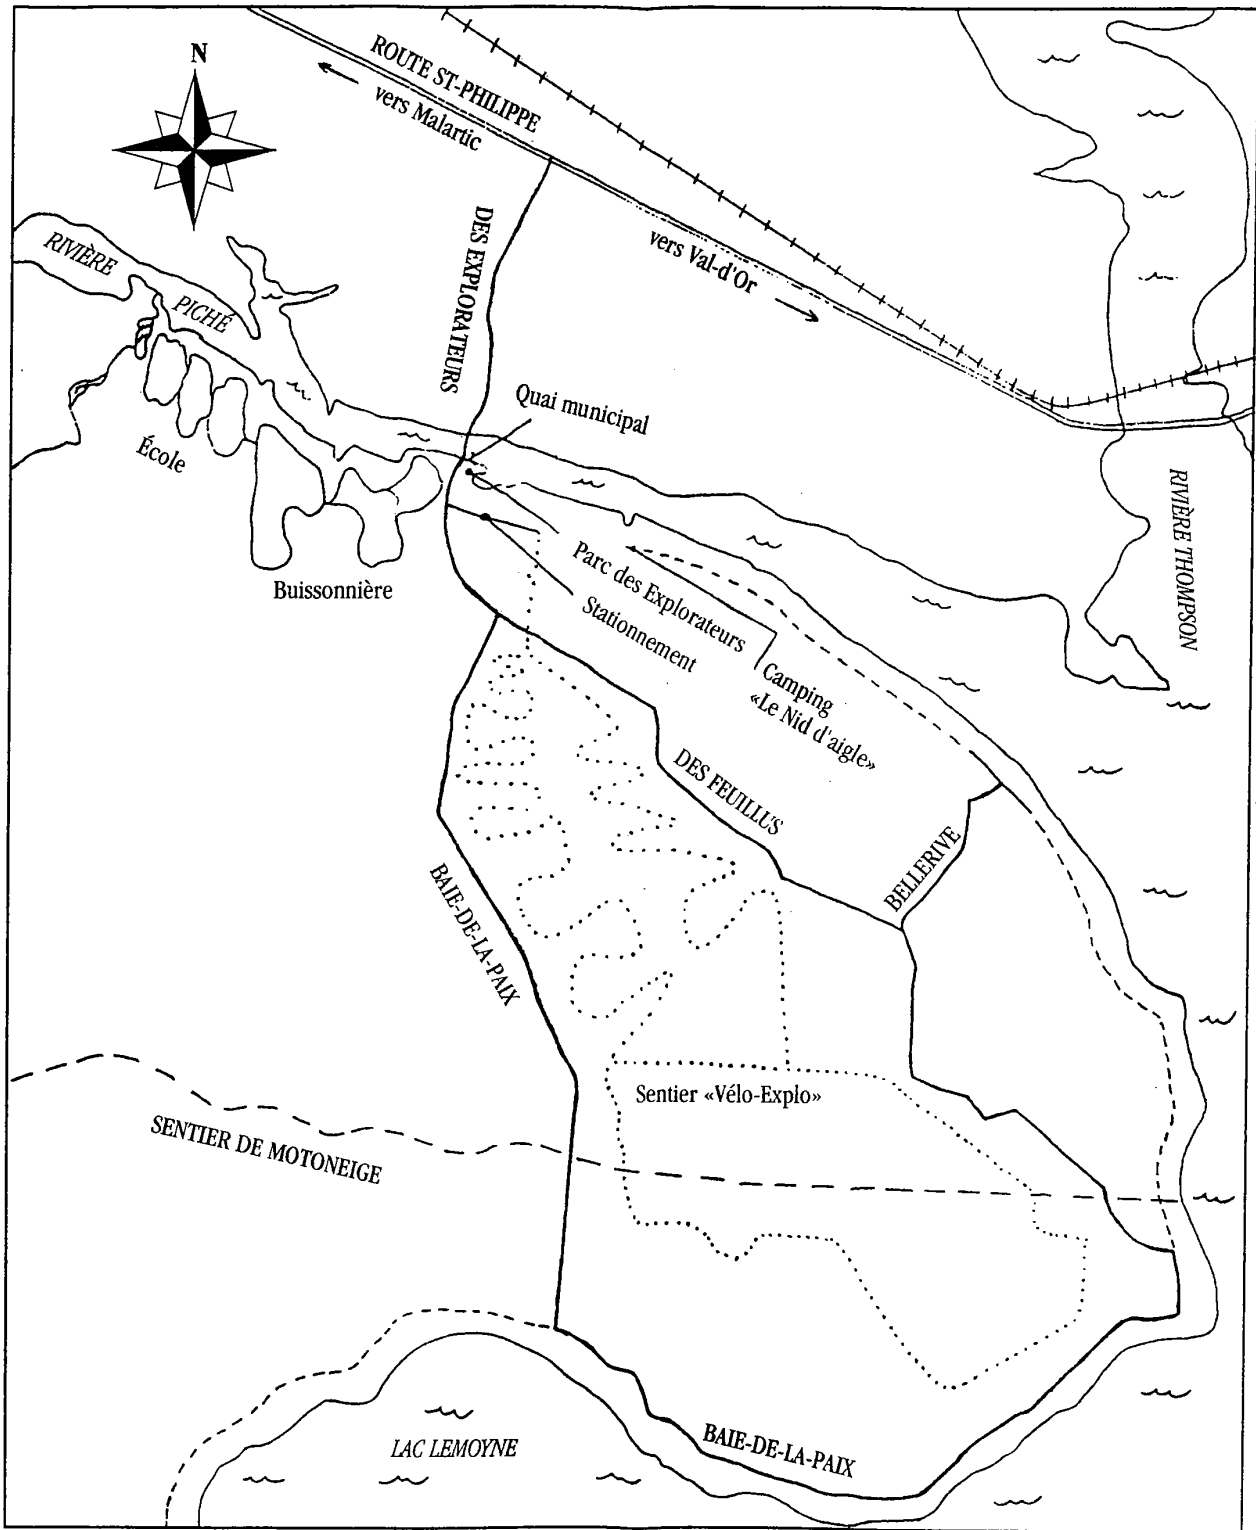 N
ROUTE ST-PHILIPPE
vers Malartic
vers Val-d'Or
DES EXPLORATEURS
RIVIÈRE
PICHÉ
Quai municipal
École
RIVIÈRE THOMPSON
Buissonnière
Parc des Explorateurs
Stationnement
Camping
«Le Nid d'aigle»
DES FEUILLUS
BELLERIVE
BAIE-DE-LA-PAIX
Sentier «Vélo-Explo»
SENTIER DE MOTONEIGE
LAC LEMOYNE
BAIE-DE-LA-PAIX